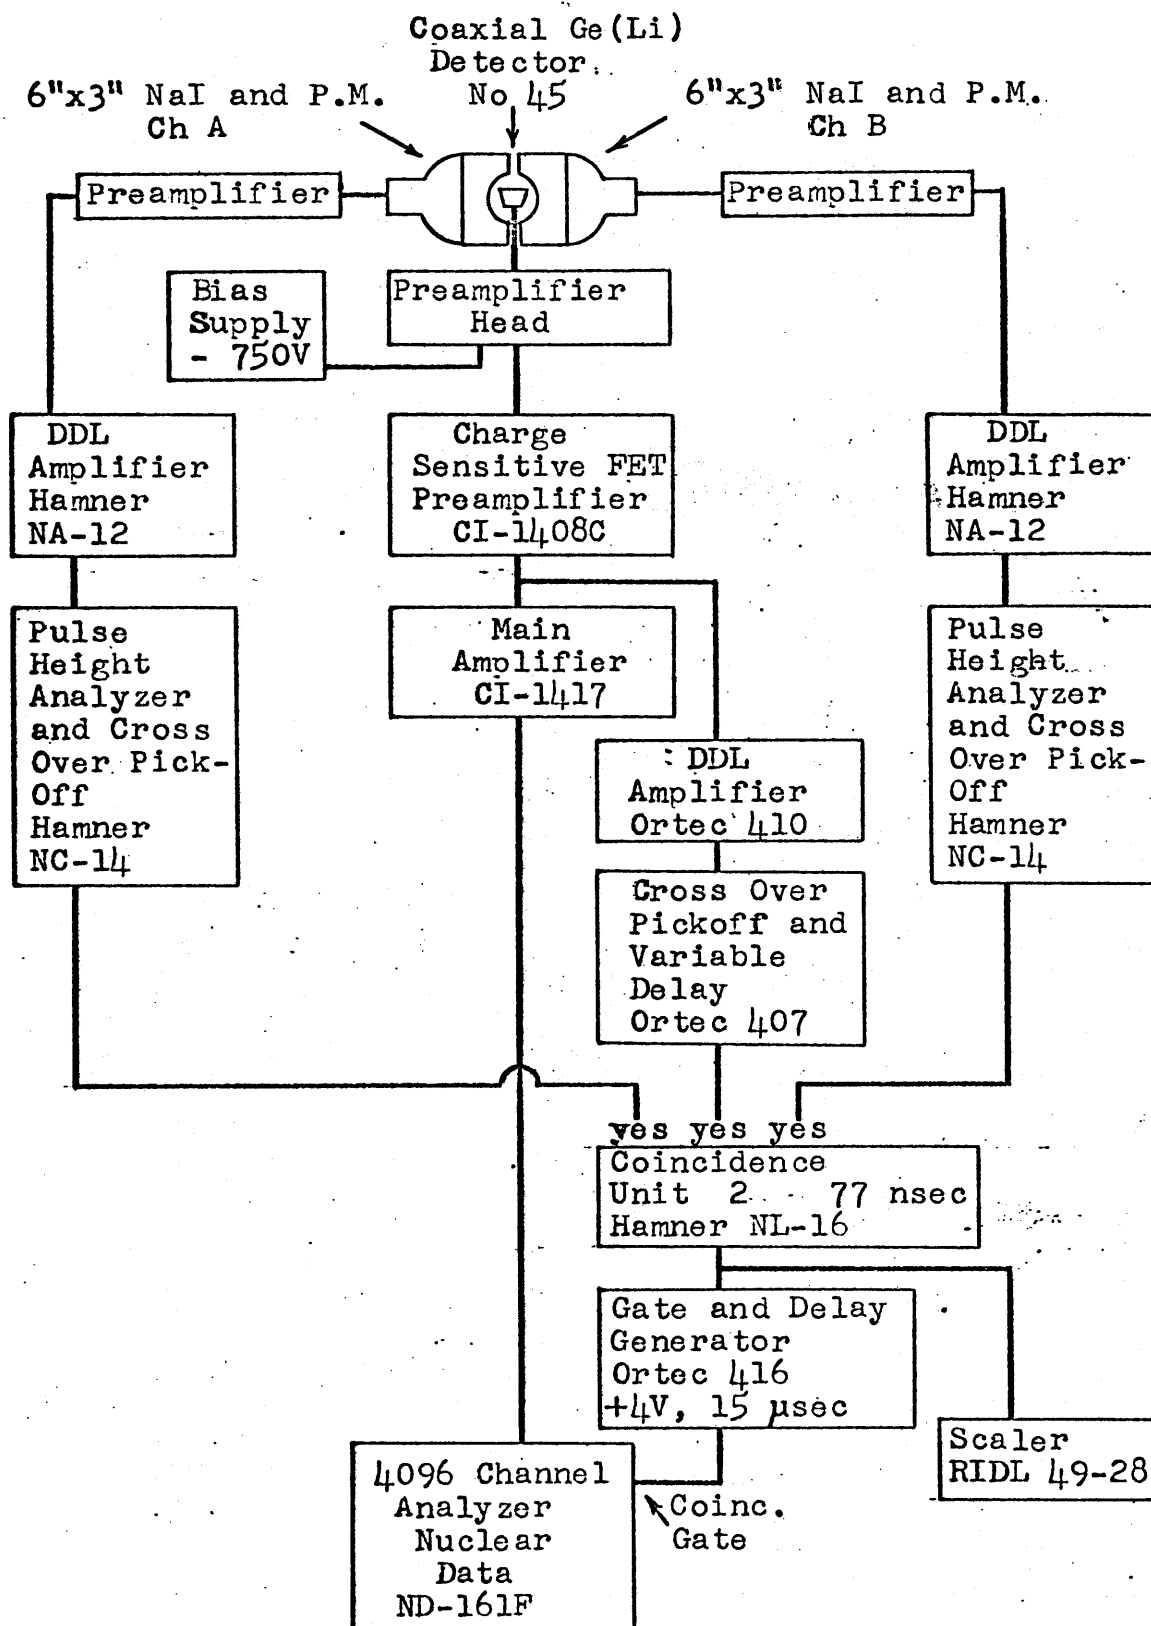 Coaxial Ge(Li)
Detector
No 45
6"x3" NaI and P.M.
Ch A
6"x3" NaI and P.M.
Ch B
Preamplifier
Preamplifier
Bias
Supply
- 750V
Preamplifier
Head
DDL
Amplifier
Hamner
NA-12
Charge
Sensitive FET
Preamplifier
CI-1408C
DDL
Amplifier
Hamner
NA-12
Pulse
Height
Analyzer
and Cross
Over Pick-
Off
Hamner
NC-14
Main
Amplifier
CI-1417
Pulse
Height
Analyzer
and Cross
Over Pick-
Off
Hamner
NC-14
DDL
Amplifier
Ortec 410
Cross Over
Pickoff and
Variable
Delay
Ortec 407
yes yes yes
Coincidence
Unit 2 77 nsec
Hamner NL-16
Gate and Delay
Generator
Ortec 416
+4V, 15 µsec
Scaler
RIDL 49-28
4096 Channel
Analyzer
Nuclear
Data
ND-161F
Coinc.
Gate